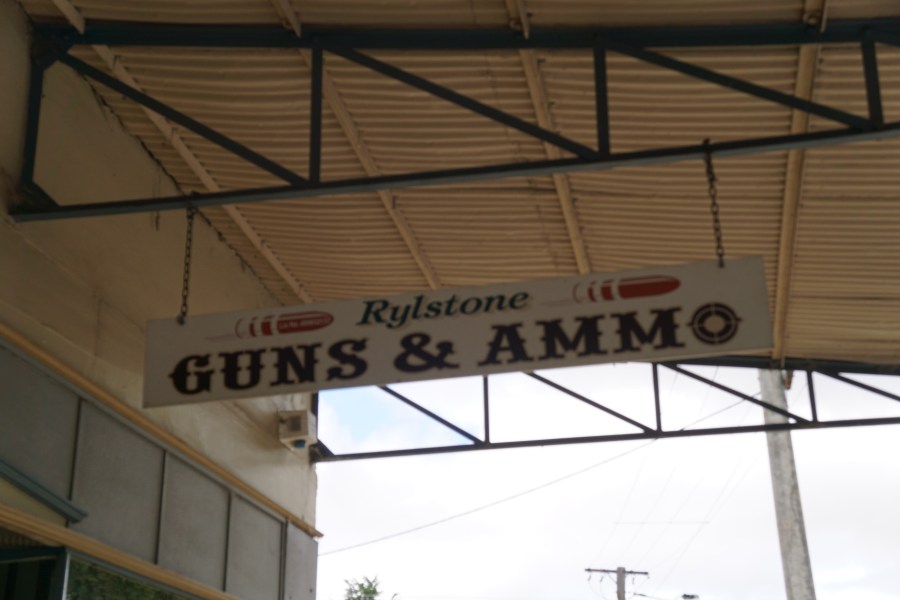 Rylstone
GUNS & AMMO